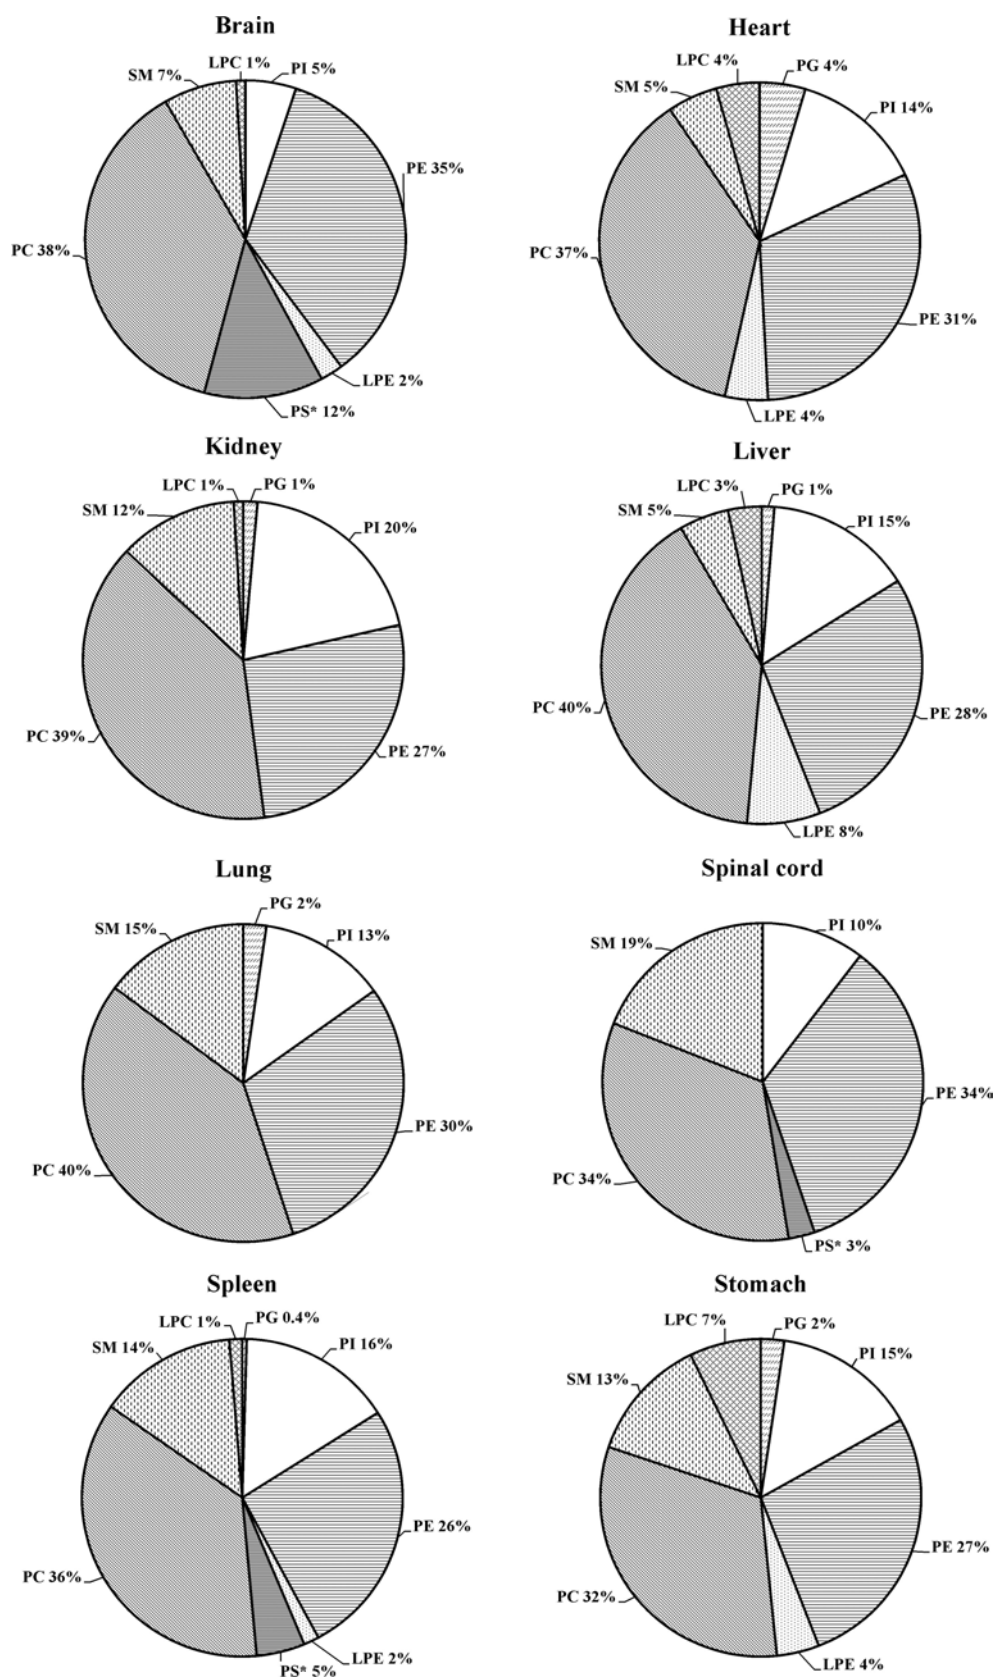 Brain
LPC 1%
PI 5%
SM 7%
PE 35%
PC 38%
LPE 2%
PS* 12%
Heart
LPC 4%
PG 4%
SM 5%
PI 14%
PC 37%
PE 31%
LPE 4%
Kidney
LPC 1%
PG 1%
SM 12%
PI 20%
PC 39%
PE 27%
Liver
LPC 3%
PG 1%
SM 5%
PI 15%
PC 40%
PE 28%
LPE 8%
Lung
PG 2%
SM 15%
PI 13%
PE 30%
PC 40%
Spinal cord
PI 10%
SM 19%
PE 34%
PC 34%
PS* 3%
Spleen
LPC 1%
PG 0.4%
SM 14%
PI 16%
PE 26%
PC 36%
LPE 2%
PS* 5%
Stomach
LPC 7%
PG 2%
SM 13%
PI 15%
PE 27%
PC 32%
LPE 4%